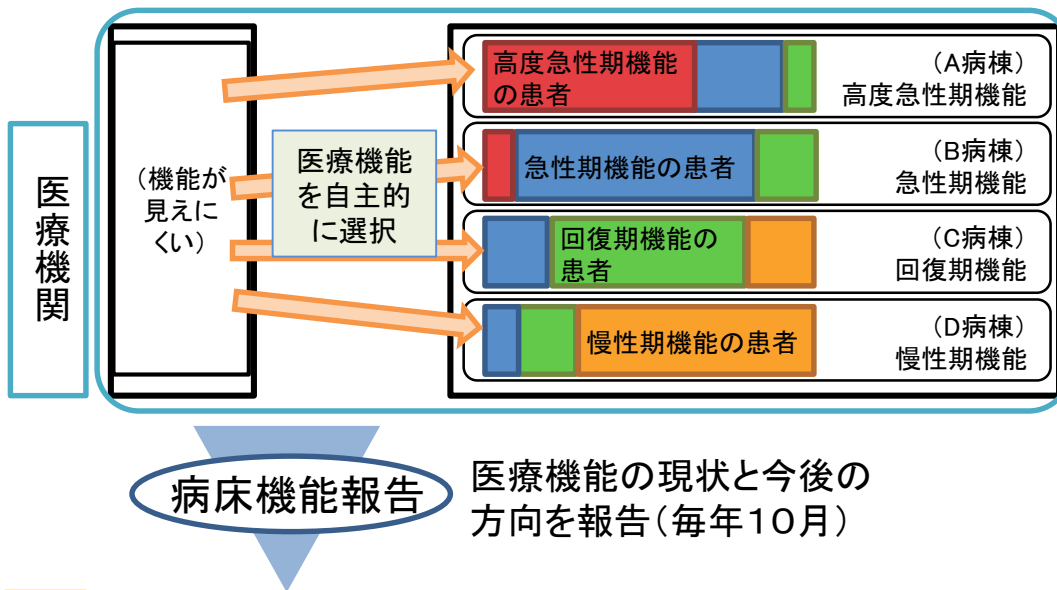 医療機関
(機能が
見えに
くい)
医療機能
を自主的
に選択
高度急性期機能
の患者
(A病棟)
高度急性期機能
急性期機能の患者
(B病棟)
急性期機能
回復期機能の
患者
(C病棟)
回復期機能
慢性期機能の患者
(D病棟)
慢性期機能
病床機能報告
医療機能の現状と今後の
方向を報告(毎年10月)